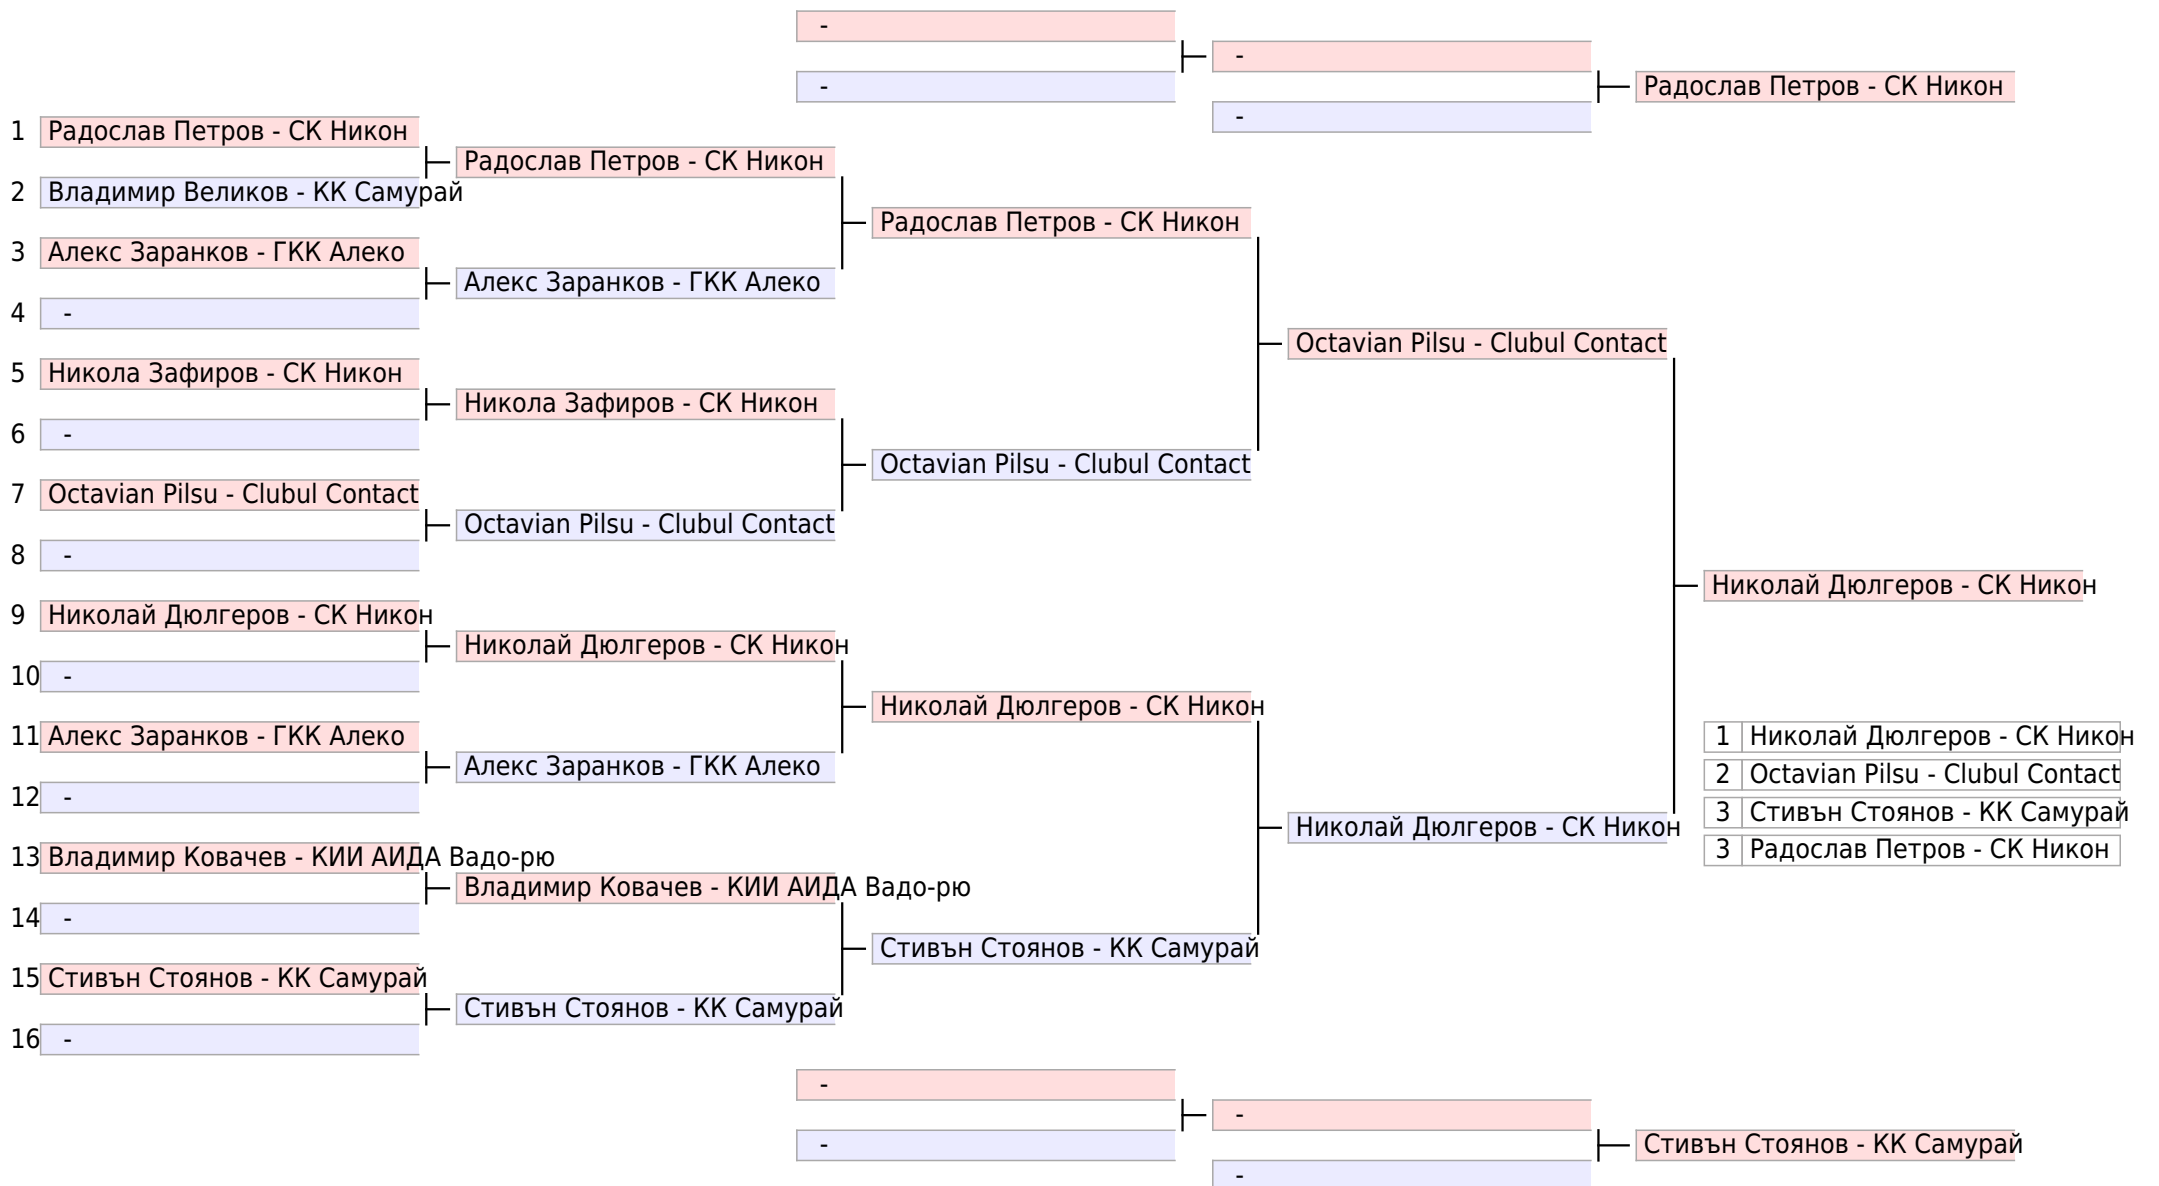 -
-
-
-
Радослав Петров - СК Никон
1 Радослав Петров - СК Никон
2 Владимир Великов - КК Самурай
3 Алекс Заранков - ГКК Алеко
4 -
5 Никола Зафиров - СК Никон
6 -
7 Octavian Pilsu - Clubul Contact
8 -
9 Николай Дюлгеров - СК Никон
10 -
11 Алекс Заранков - ГКК Алеко
12 -
13 Владимир Ковачев - КИИ АИДА Вадо-рю
14 -
15 Стивън Стоянов - КК Самурай
16 -
Радослав Петров - СК Никон
Алекс Заранков - ГКК Алеко
Никола Зафиров - СК Никон
Octavian Pilsu - Clubul Contact
Николай Дюлгеров - СК Никон
Алекс Заранков - ГКК Алеко
Владимир Ковачев - КИИ АИДА Вадо-рю
Стивън Стоянов - КК Самурай
Радослав Петров - СК Никон
Octavian Pilsu - Clubul Contact
Николай Дюлгеров - СК Никон
Стивън Стоянов - КК Самурай
Octavian Pilsu - Clubul Contact
Николай Дюлгеров - СК Никон
Николай Дюлгеров - СК Никон
1 Николай Дюлгеров - СК Никон
2 Octavian Pilsu - Clubul Contact
3 Стивън Стоянов - КК Самурай
3 Радослав Петров - СК Никон
-
-
-
-
Стивън Стоянов - КК Самурай